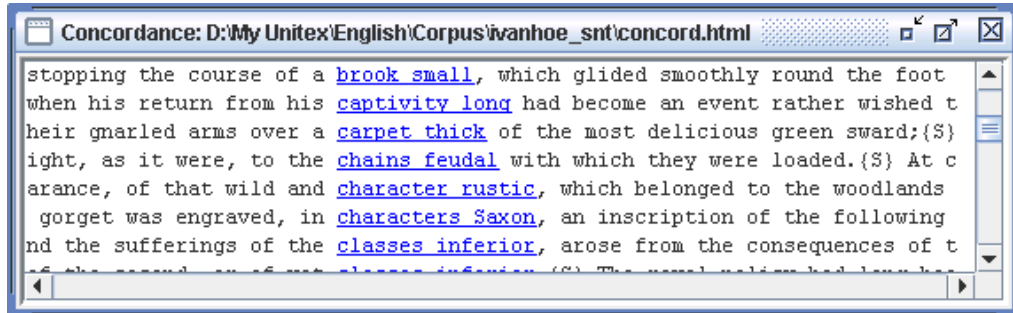 Concordance: D:\My Unitex\English\Corpus\ivanhoe_snt\concord.html
stopping the course of a brook small, which glided smoothly round the foot
when his return from his captivity long had become an event rather wished t
heir gnarled arms over a carpet thick of the most delicious green sward;{S}
ight, as it were, to the chains feudal with which they were loaded.{S} At c
arance, of that wild and character rustic, which belonged to the woodlands
gorget was engraved, in characters Saxon, an inscription of the following
nd the sufferings of the classes inferior, arose from the consequences of t